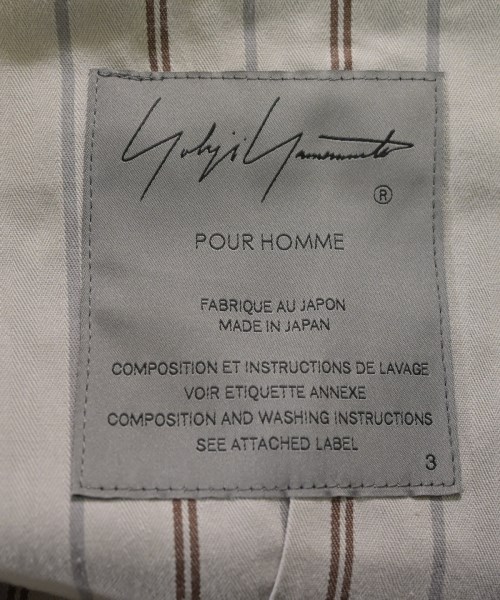 Yohji Yamamoto
®
POUR HOMME
FABRIQUE AU JAPON
MADE IN JAPAN
COMPOSITION ET INSTRUCTIONS DE LAVAGE
VOIR ETIQUETTE ANNEXE
COMPOSITION AND WASHING INSTRUCTIONS
SEE ATTACHED LABEL
3